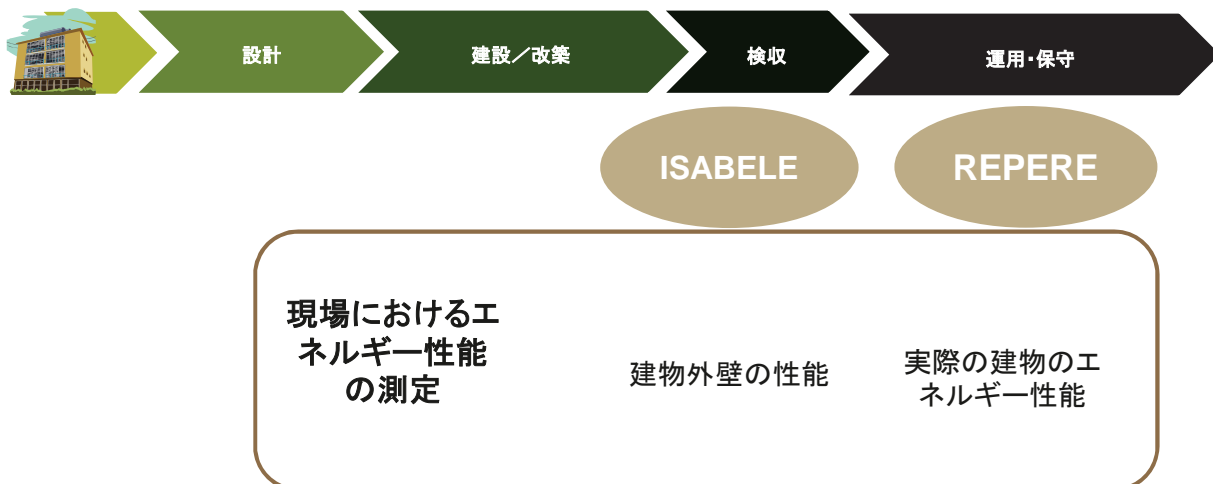 設計
建設／改築
検収
運用・保守
ISABELE
REPERE
現場におけるエ
ネルギー性能
の測定
建物外壁の性能
実際の建物のエ
ネルギー性能